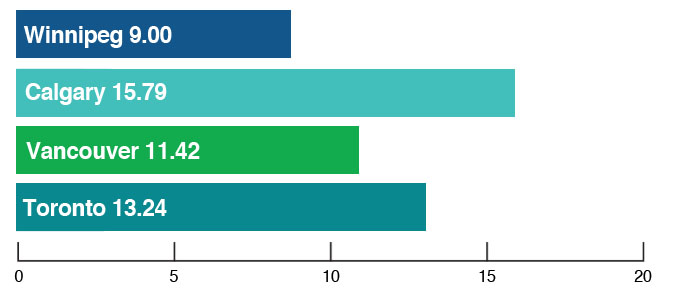 Winnipeg 9.00
Calgary 15.79
Vancouver 11.42
Toronto 13.24
0 5 10 15 20